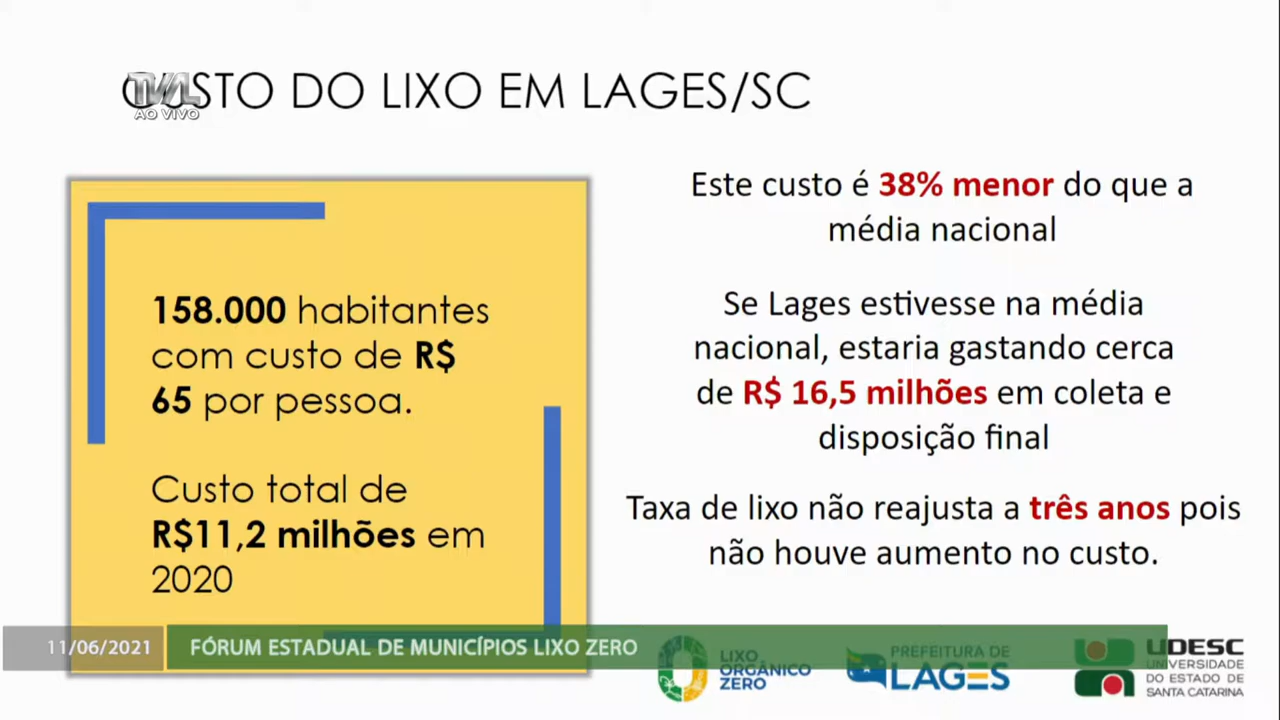 CUSTO DO LIXO EM LAGES/SC
TVAL
AO VIVO
158.000 habitantes
com custo de R$
65 por pessoa.
Custo total de
R$11,2 milhões em
2020
Este custo é 38% menor do que a
média nacional
Se Lages estivesse na média
nacional, estaria gastando cerca
de R$ 16,5 milhões em coleta e
disposição final
Taxa de lixo não reajusta a três anos pois
não houve aumento no custo.
11/06/2021
FÓRUM ESTADUAL DE MUNICÍPIOS LIXO ZERO
LIXO
ORGÂNICO
ZERO
PREFEITURA DE
LAGES
UDESC
UNIVERSIDADE
DO ESTADO DE
SANTA CATARINA